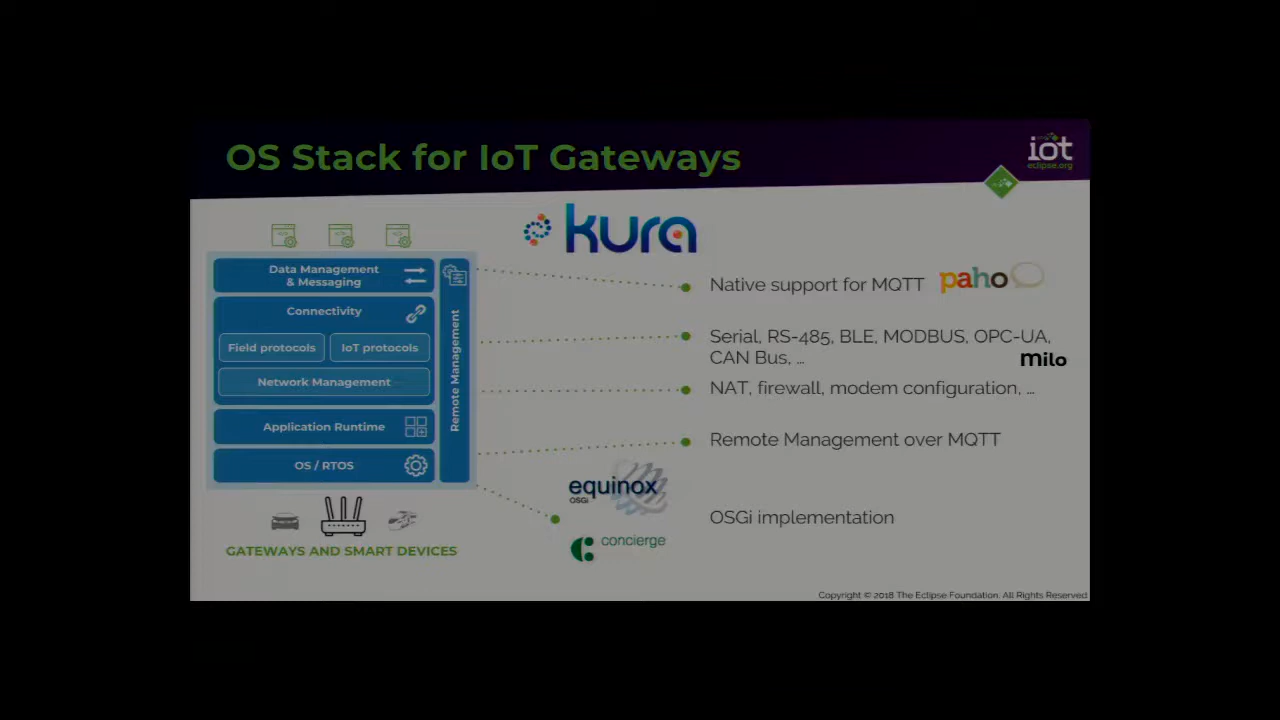 OS Stack for IoT Gateways
iot
eclipse.org
kura
Data Management
& Messaging
Connectivity
Field protocols
IoT protocols
Network Management
Application Runtime
OS / RTOS
Remote Management
GATEWAYS AND SMART DEVICES
Native support for MQTT
paho
Serial, RS-485, BLE, MODBUS, OPC-UA,
CAN Bus, ...
milo
NAT, firewall, modem configuration, ...
Remote Management over MQTT
equinox
OSGi
OSGi implementation
concierge
Copyright © 2018 The Eclipse Foundation. All Rights Reserved